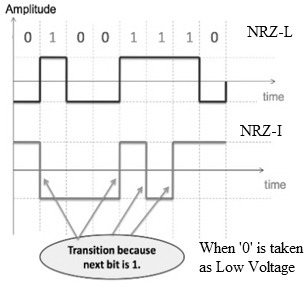 Amplitude
0 1 0 0 1 1 1 0
NRZ-L
time
NRZ-I
time
Transition because
next bit is 1.
When '0' is taken
as Low Voltage